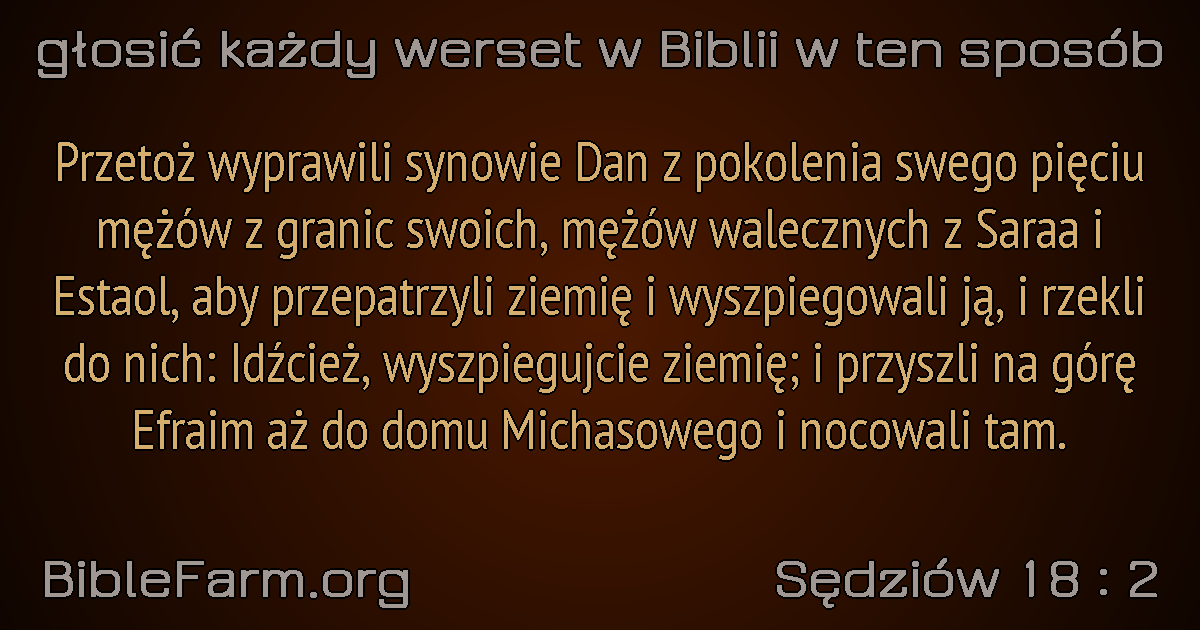 głosić każdy werset w Biblii w ten sposób
Przetoż wyprawili synowie Dan z pokolenia swego pięciu
mężów z granic swoich, mężów walecznych z Saraa i
Estaol, aby przepatrzyli ziemię i wyszpiegowali ją, i rzekli
do nich: Idźcież, wyszpiegujcie ziemię; i przyszli na górę
Efraim aż do domu Michasowego i nocowali tam.
BibleFarm.org
Sędziów 18 : 2